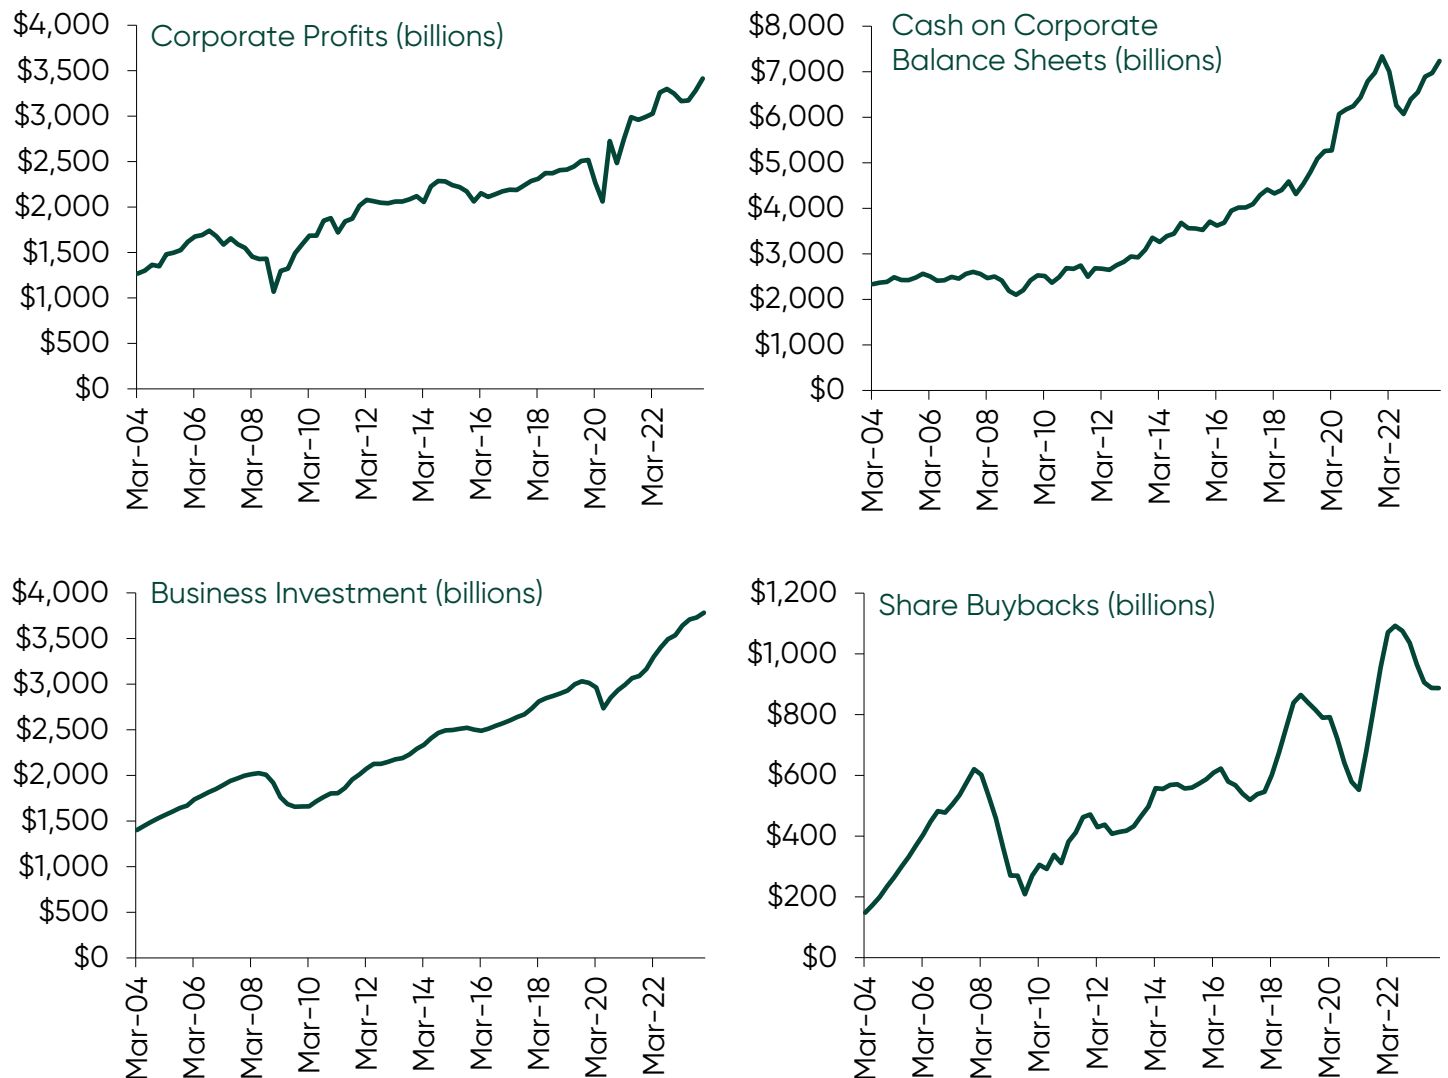 Corporate Profits (billions)
$4,000
$3,500
$3,000
$2,500
$2,000
$1,500
$1,000
$500
$0
Mar-04
Mar-06
Mar-08
Mar-10
Mar-12
Mar-14
Mar-16
Mar-18
Mar-20
Mar-22
Cash on Corporate
Balance Sheets (billions)
$8,000
$7,000
$6,000
$5,000
$4,000
$3,000
$2,000
$1,000
$0
Mar-04
Mar-06
Mar-08
Mar-10
Mar-12
Mar-14
Mar-16
Mar-18
Mar-20
Mar-22
Business Investment (billions)
$4,000
$3,500
$3,000
$2,500
$2,000
$1,500
$1,000
$500
$0
Mar-04
Mar-06
Mar-08
Mar-10
Mar-12
Mar-14
Mar-16
Mar-18
Mar-20
Mar-22
Share Buybacks (billions)
$1,200
$1,000
$800
$600
$400
$200
$0
Mar-04
Mar-06
Mar-08
Mar-10
Mar-12
Mar-14
Mar-16
Mar-18
Mar-20
Mar-22